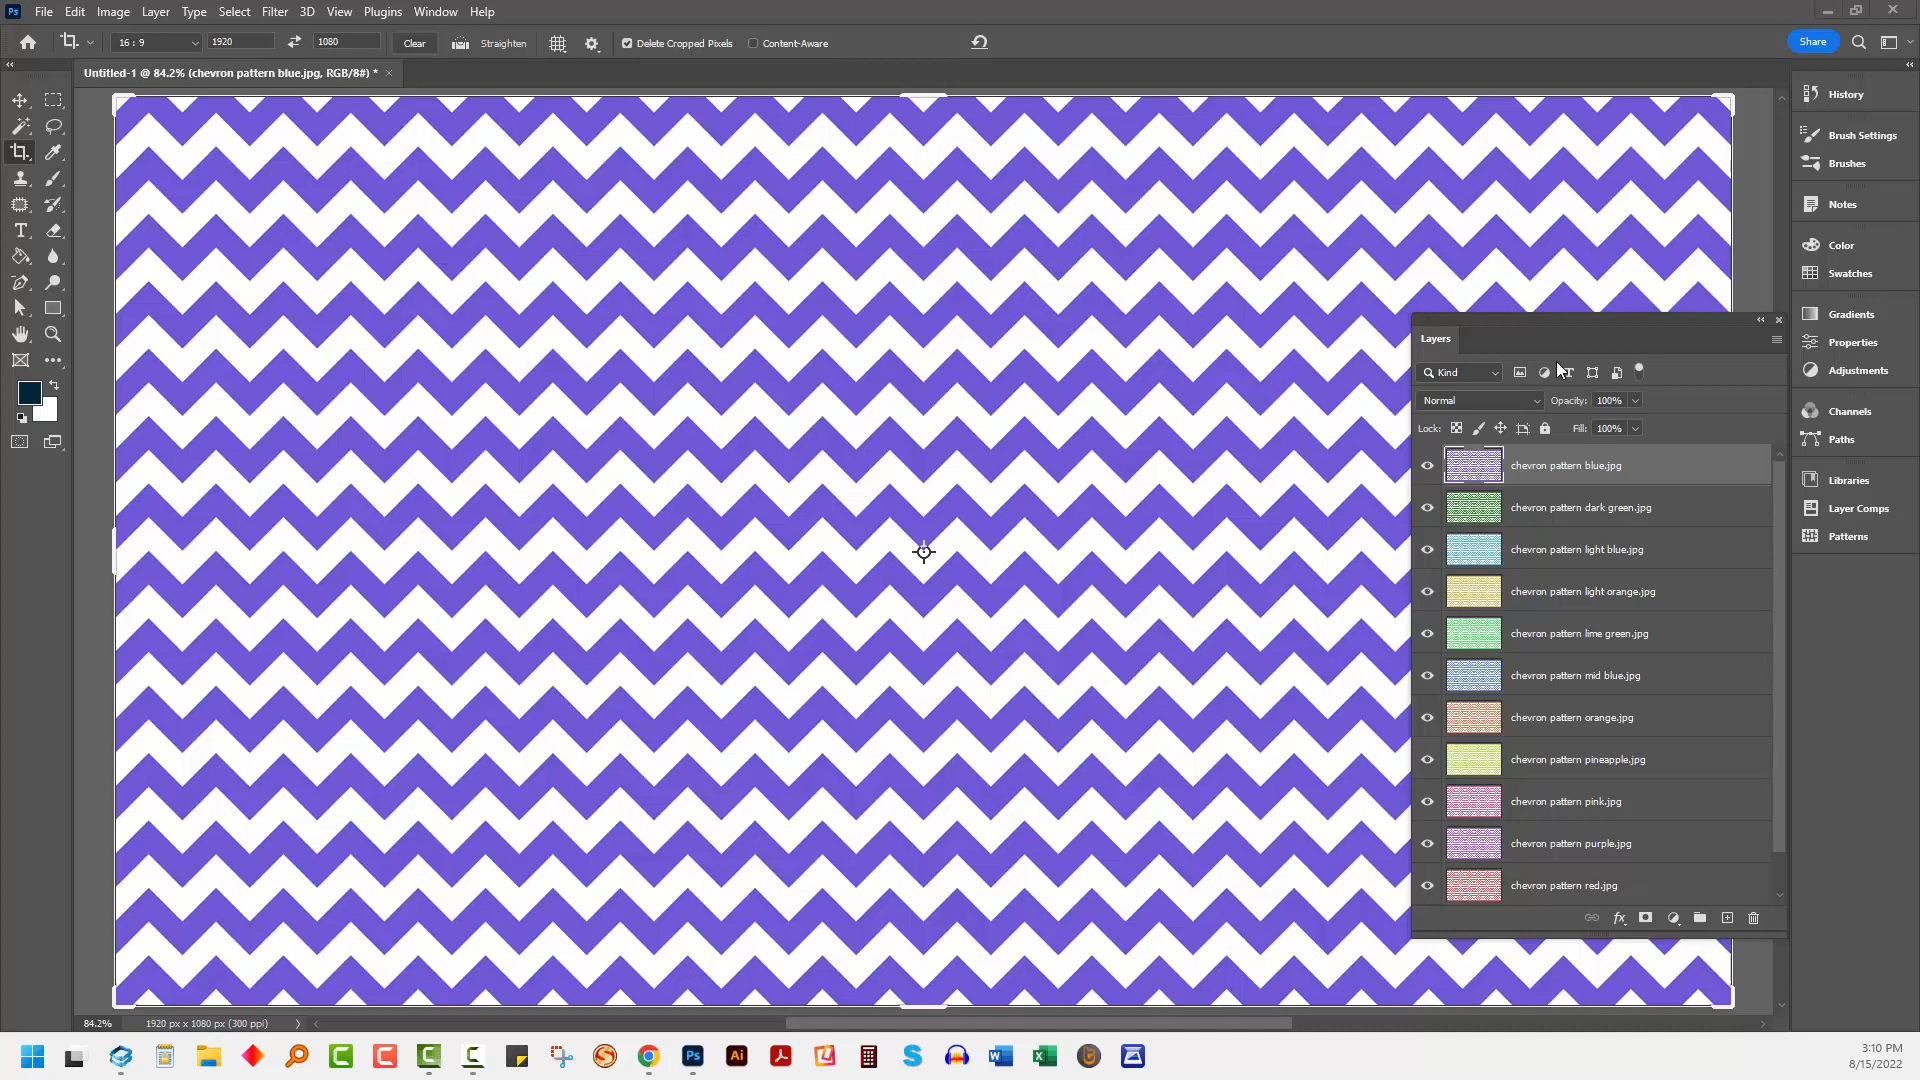 File Edit Image Layer Type Select Filter 3D View Plugins Window Help
16 : 9 1920 1080 Clear Straighten Delete Cropped Pixels Content-Aware Share
Untitled-1 @ 84.2% (chevron pattern blue.jpg, RGB/8#) * ×
History
Brush Settings
Brushes
Notes
Color
Swatches
Gradients
Properties
Adjustments
Channels
Paths
Libraries
Layer Comps
Patterns
Layers
Kind
Normal Opacity: 100%
Lock: Fill: 100%
chevron pattern blue.jpg
chevron pattern dark green.jpg
chevron pattern light blue.jpg
chevron pattern light orange.jpg
chevron pattern lime green.jpg
chevron pattern mid blue.jpg
chevron pattern orange.jpg
chevron pattern pineapple.jpg
chevron pattern pink.jpg
chevron pattern purple.jpg
chevron pattern red.jpg
84.2% 1920 px x 1080 px (300 ppi)
3:10 PM
8/15/2022